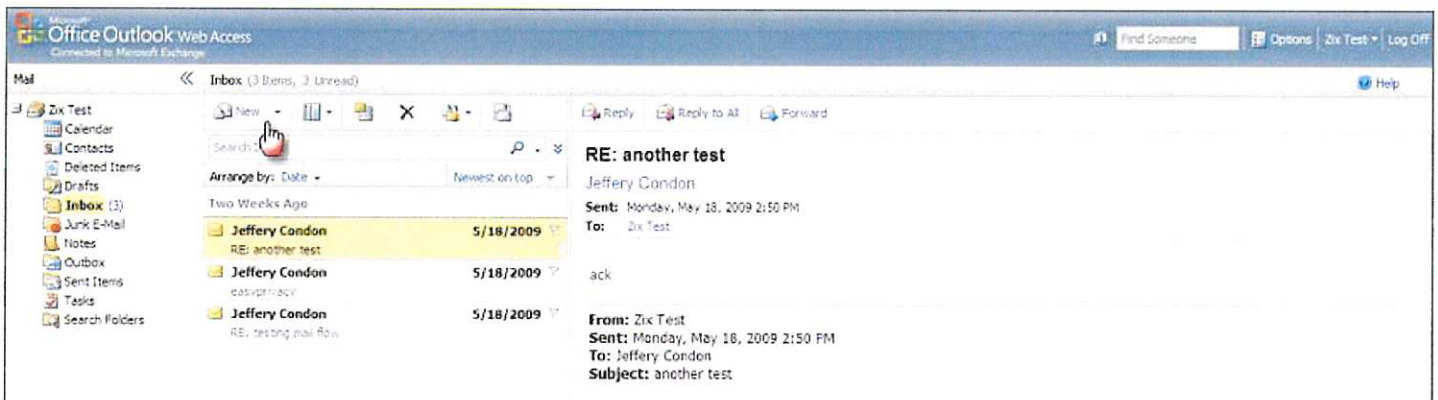 Microsoft
Office Outlook Web Access
Connected to Microsoft Exchange
Find Someone
Options
Zix Test
Log Off
Mail
Inbox (3 Items, 3 Unread)
Help
Zix Test
Calendar
Contacts
Deleted Items
Drafts
Inbox (3)
Junk E-Mail
Notes
Outbox
Sent Items
Tasks
Search Folders
New
Search
Arrange by: Date
Newest on top
Two Weeks Ago
Jeffery Condon 5/18/2009
RE: another test
Jeffery Condon 5/18/2009
easyprivacy
Jeffery Condon 5/18/2009
RE: testing mail flow
Reply
Reply to All
Forward
RE: another test
Jeffery Condon
Sent: Monday, May 18, 2009 2:50 PM
To: Zix Test
ack
From: Zix Test
Sent: Monday, May 18, 2009 2:50 PM
To: Jeffery Condon
Subject: another test